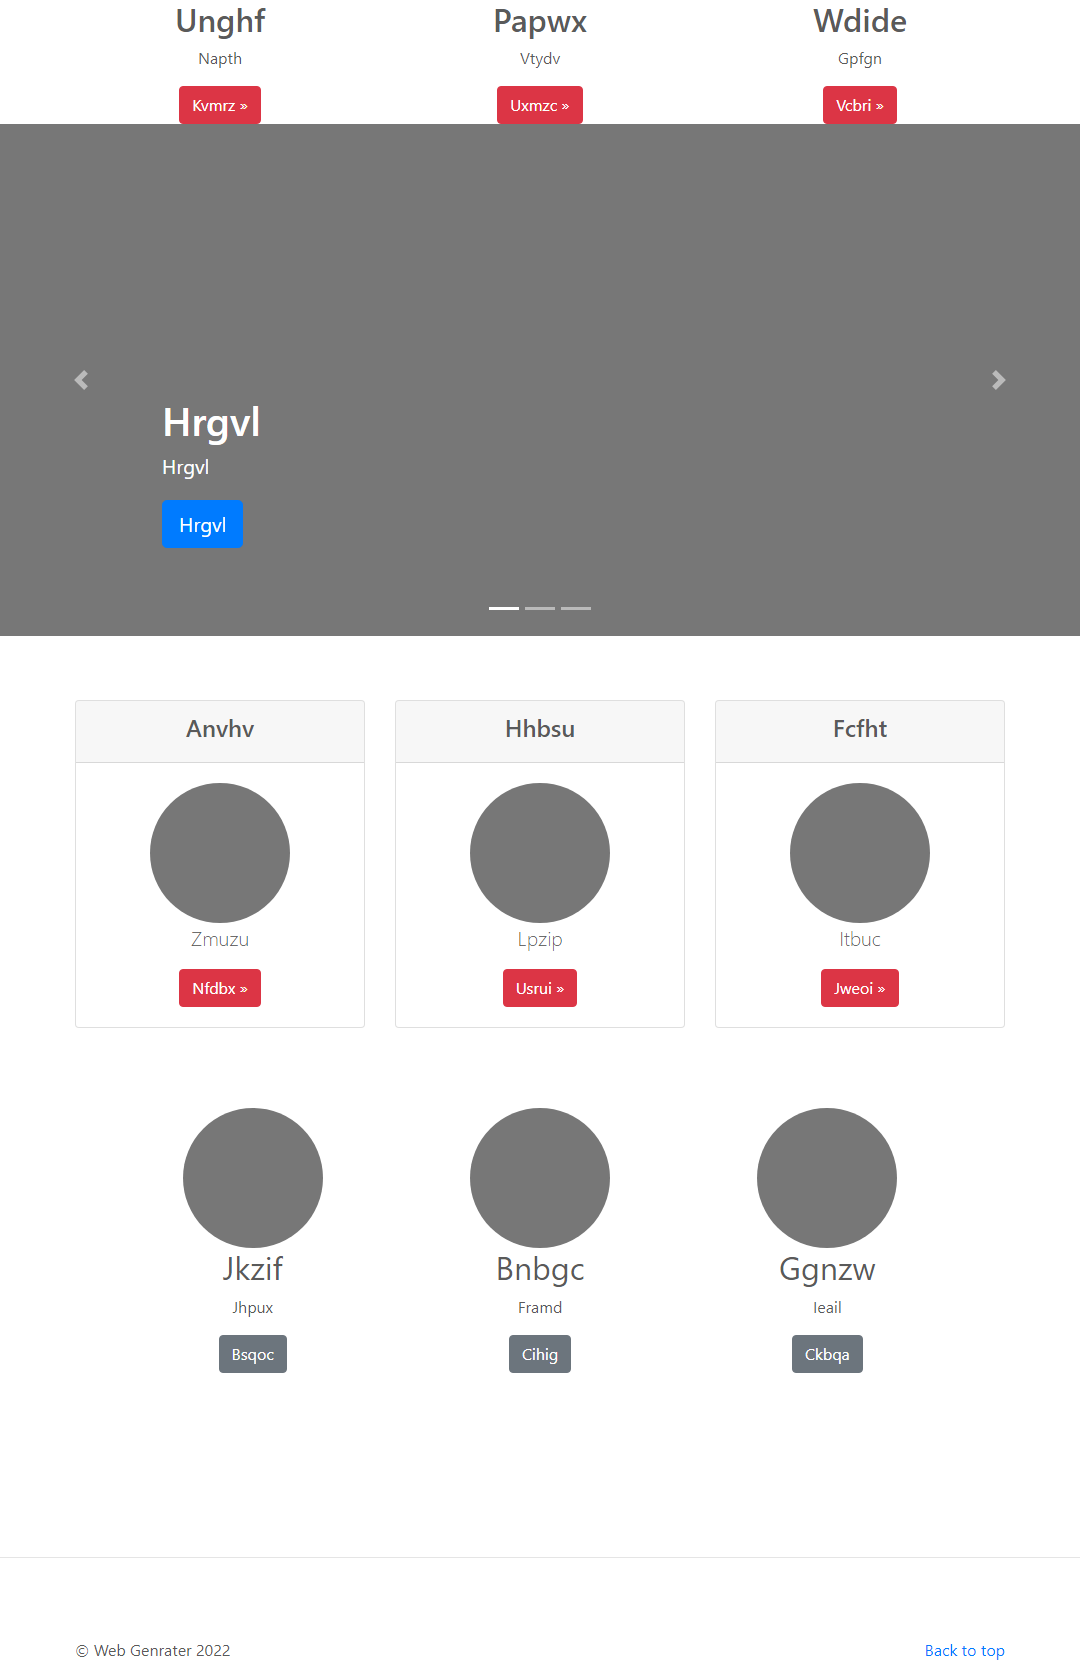 Unghf
Papwx
Wdide
Napth
Vtydv
Gpfgn
Kvmrz »
Uxmzc »
Vcbri »
Hrgvl
Hrgvl
Hrgvl
Anvhv
Hhbsu
Fcfht
Zmuzu
Lpzip
Itbuc
Nfdbx »
Usrui »
Jweoi »
Jkzif
Bnbgc
Ggnzw
Jhpux
Framd
Ieail
Bsqoc
Cihig
Ckbqa
© Web Genrater 2022
Back to top